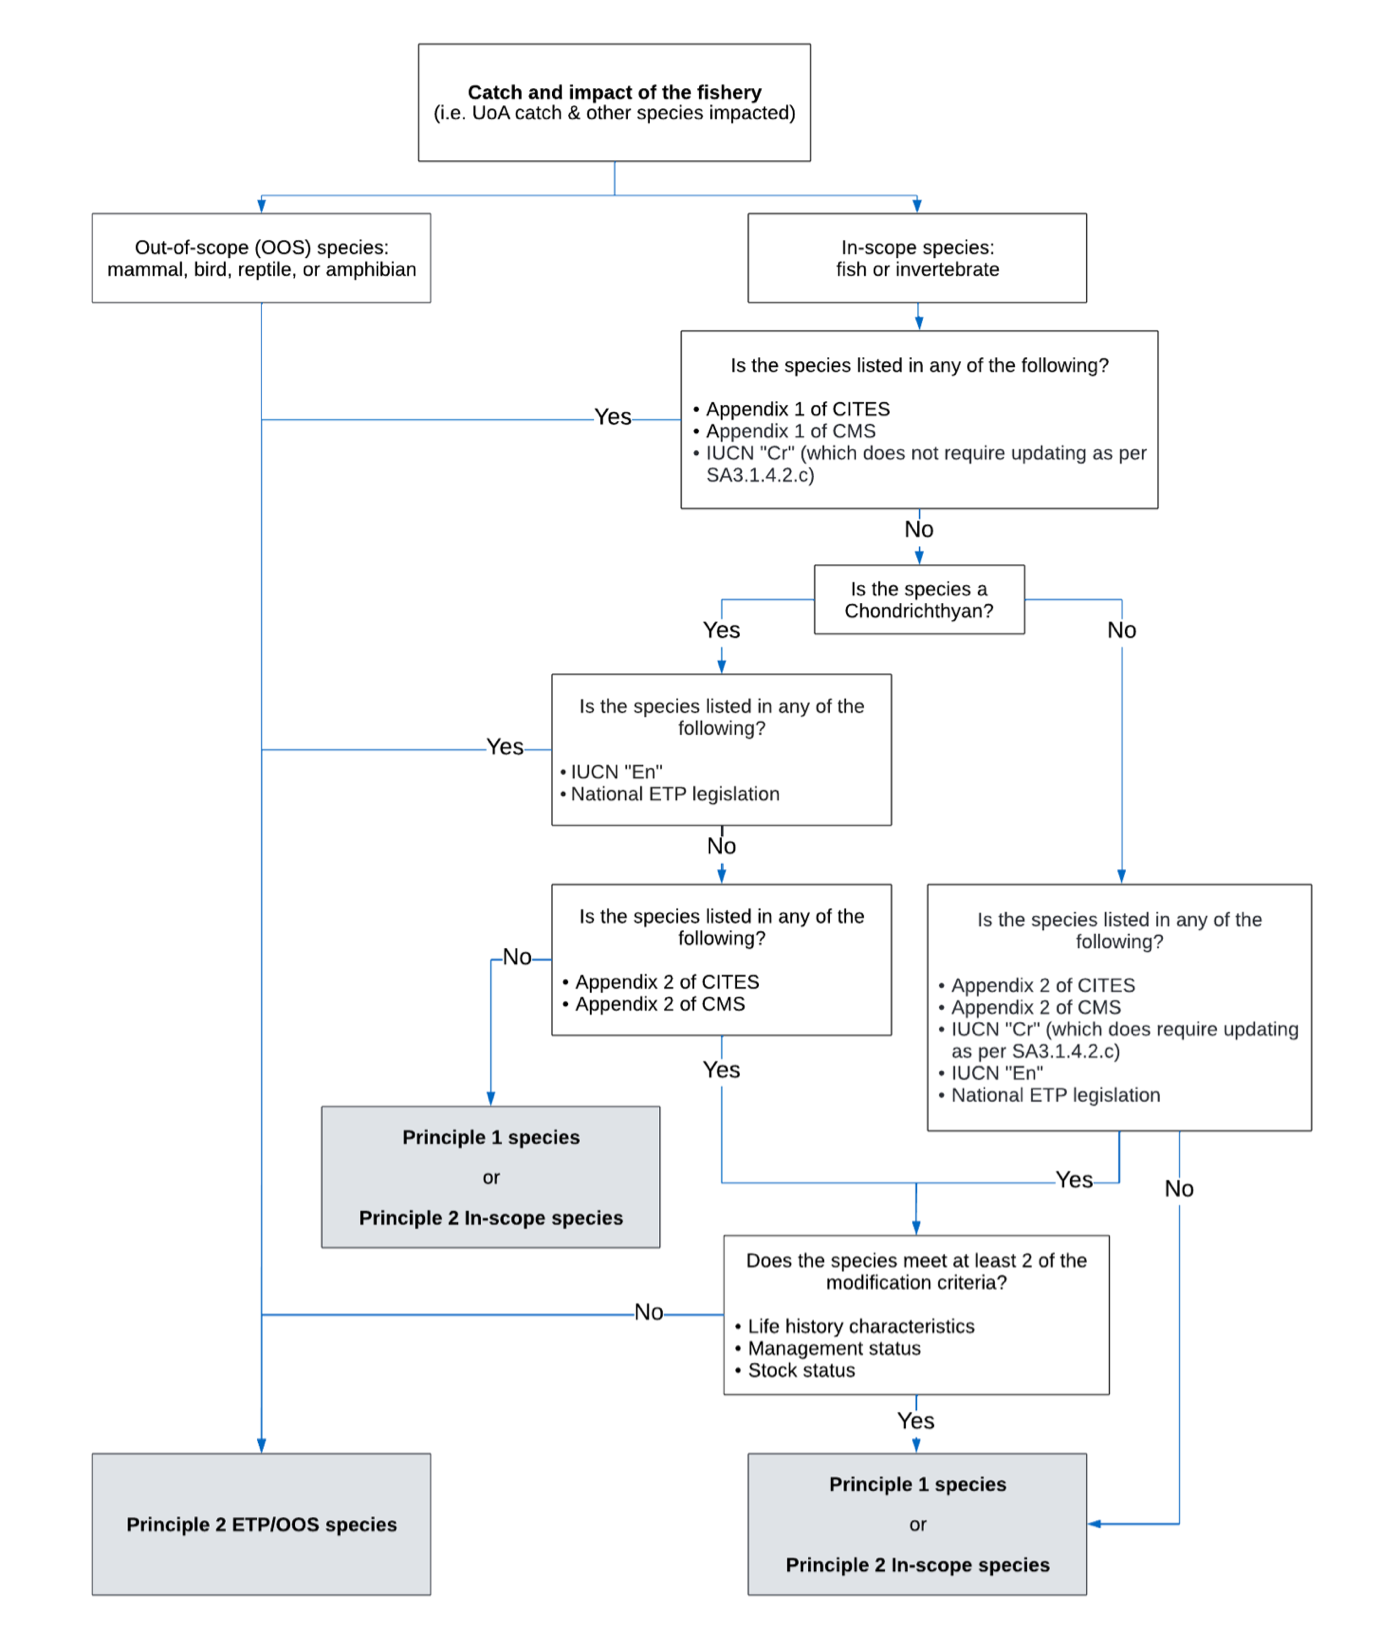 Catch and impact of the fishery
(i.e. UoA catch & other species impacted)
Out-of-scope (OOS) species:
mammal, bird, reptile, or amphibian
In-scope species:
fish or invertebrate
Is the species listed in any of the following?
• Appendix 1 of CITES
• Appendix 1 of CMS
• IUCN "Cr" (which does not require updating as per
SA3.1.4.2.c)
Yes
No
Is the species a
Chondrichthyan?
Yes
No
Is the species listed in any of the
following?
• IUCN "En"
• National ETP legislation
Yes
No
Is the species listed in any of the
following?
• Appendix 2 of CITES
• Appendix 2 of CMS
No
Yes
Is the species listed in any of the
following?
• Appendix 2 of CITES
• Appendix 2 of CMS
• IUCN "Cr" (which does require updating
as per SA3.1.4.2.c)
• IUCN "En"
• National ETP legislation
Yes
No
Principle 1 species
or
Principle 2 In-scope species
Does the species meet at least 2 of the
modification criteria?
• Life history characteristics
• Management status
• Stock status
No
Yes
Principle 2 ETP/OOS species
Principle 1 species
or
Principle 2 In-scope species